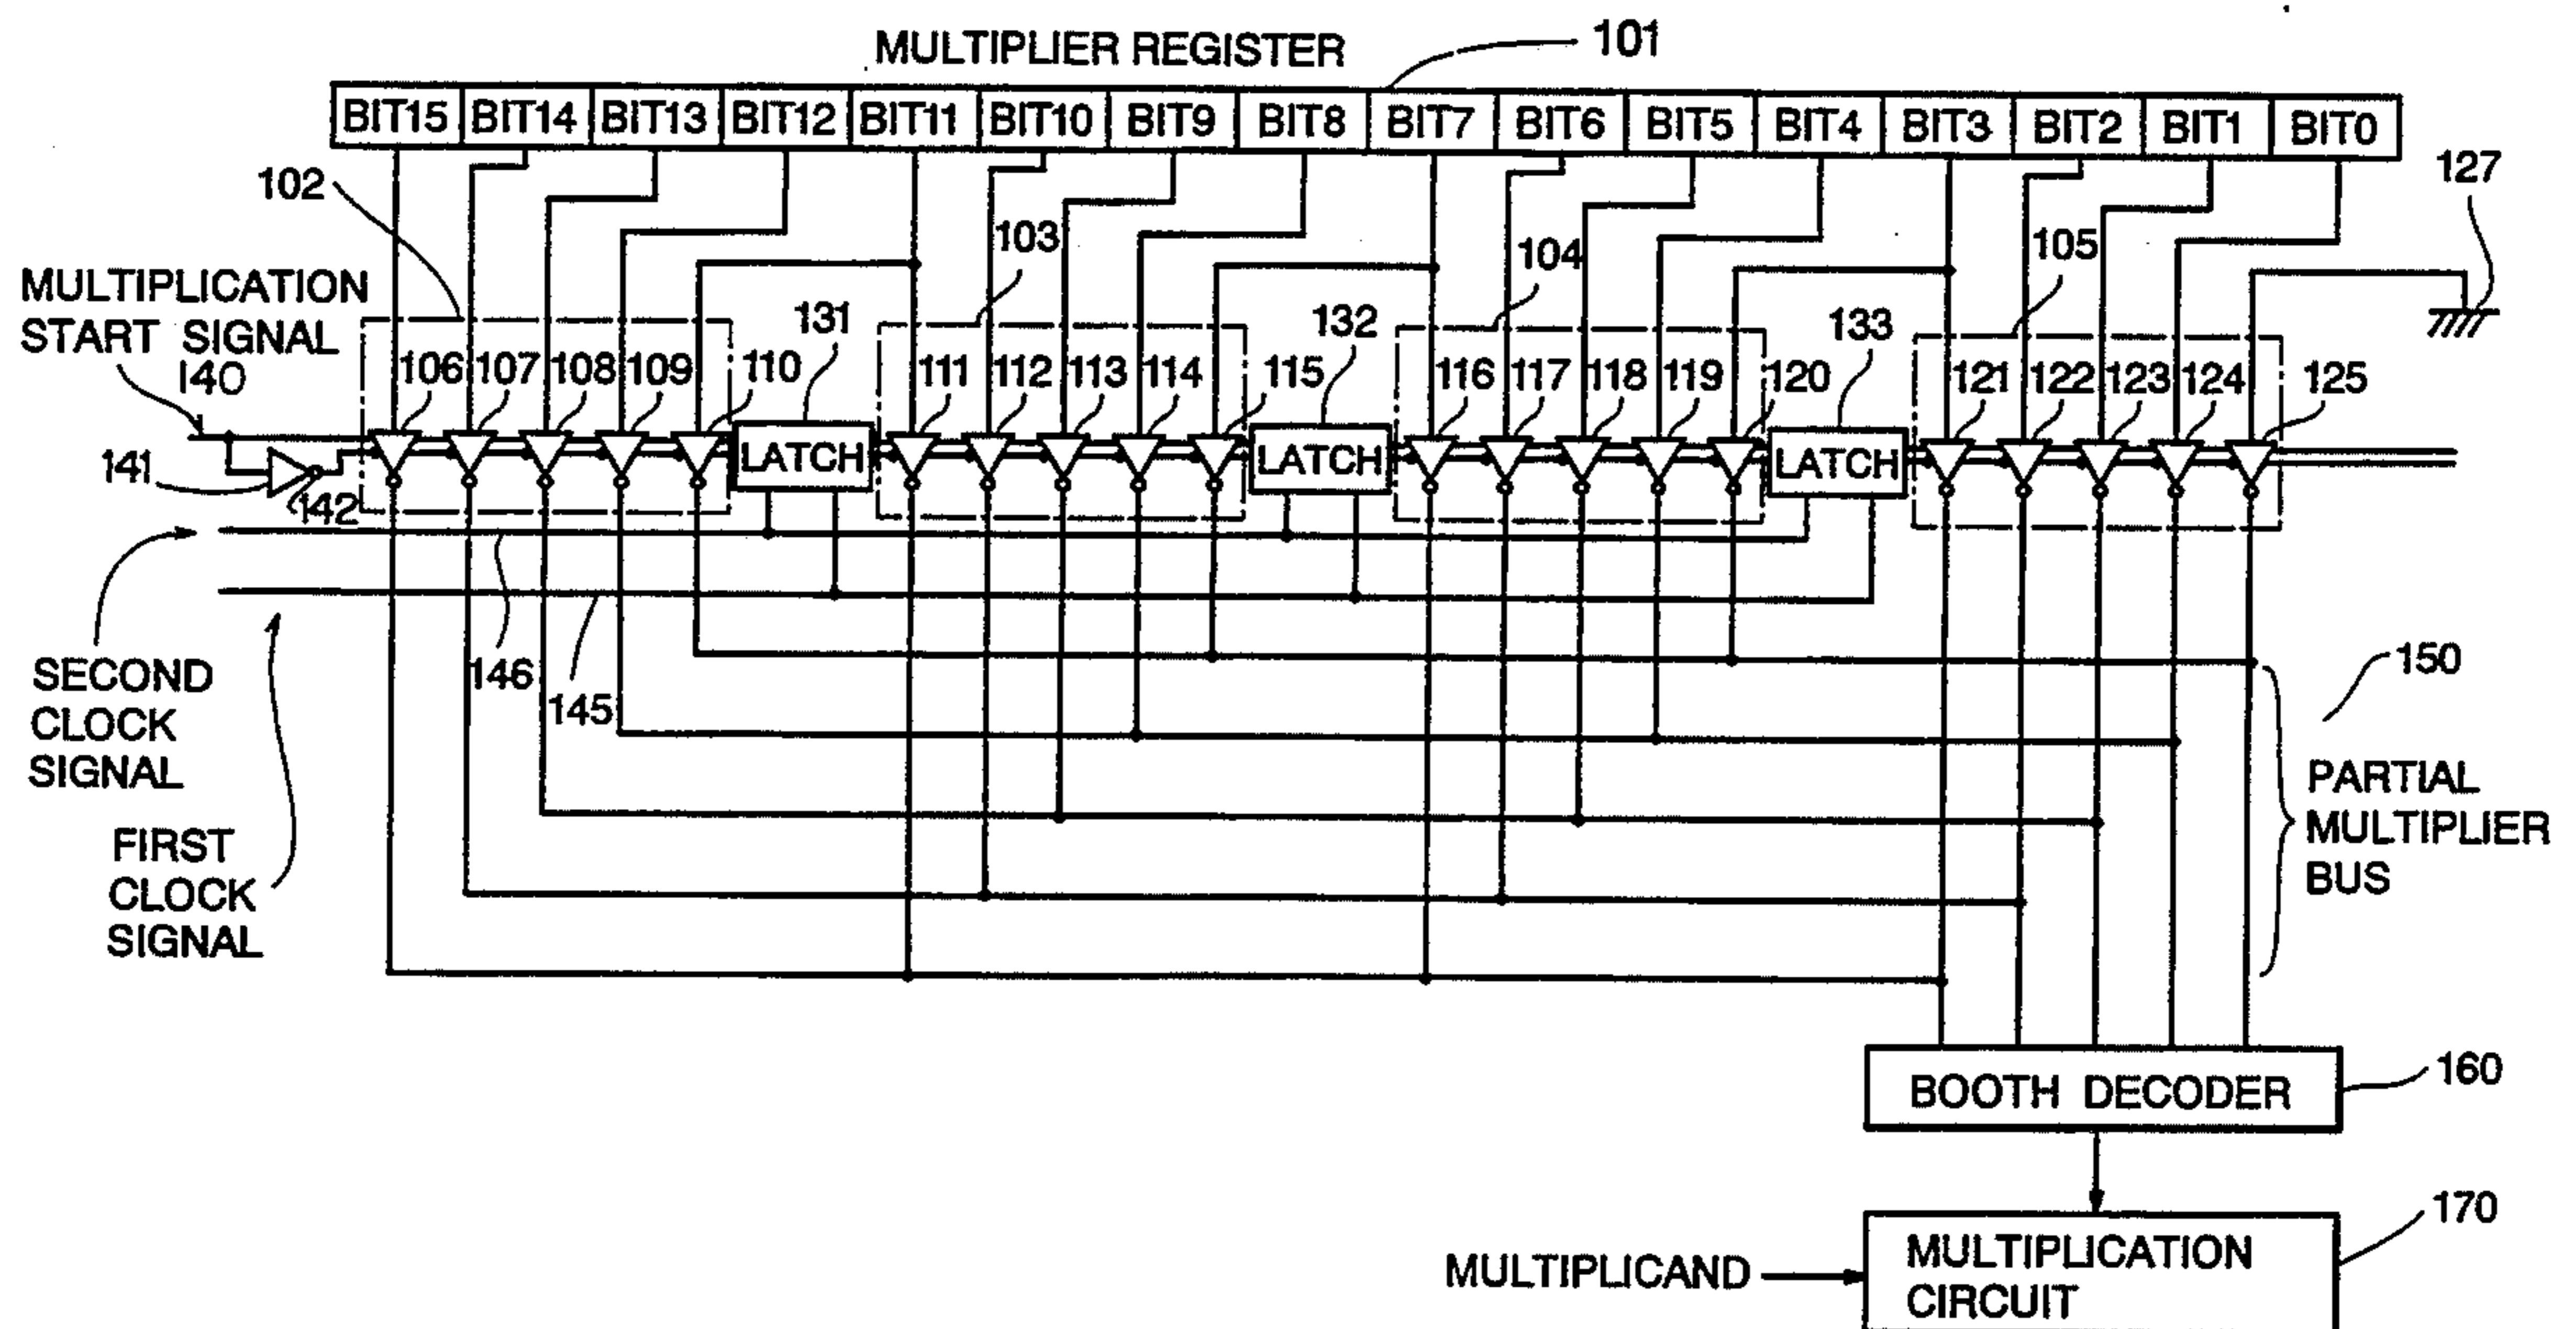 MULTIPLIER REGISTER
101
BIT15 BIT14 BIT13 BIT12 BIT11 BIT10 BIT9 BIT8 BIT7 BIT6 BIT5 BIT4 BIT3 BIT2 BIT1 BIT0
102
103
104
105
127
MULTIPLICATION
START SIGNAL
140
131
132
133
106 107 108 109 110 111 112 113 114 115 116 117 118 119 120 121 122 123 124 125
LATCH
LATCH
LATCH
141
142
SECOND
CLOCK
SIGNAL
146
145
150
FIRST
CLOCK
SIGNAL
PARTIAL
MULTIPLIER
BUS
BOOTH DECODER
160
MULTIPLICAND
MULTIPLICATION
CIRCUIT
170